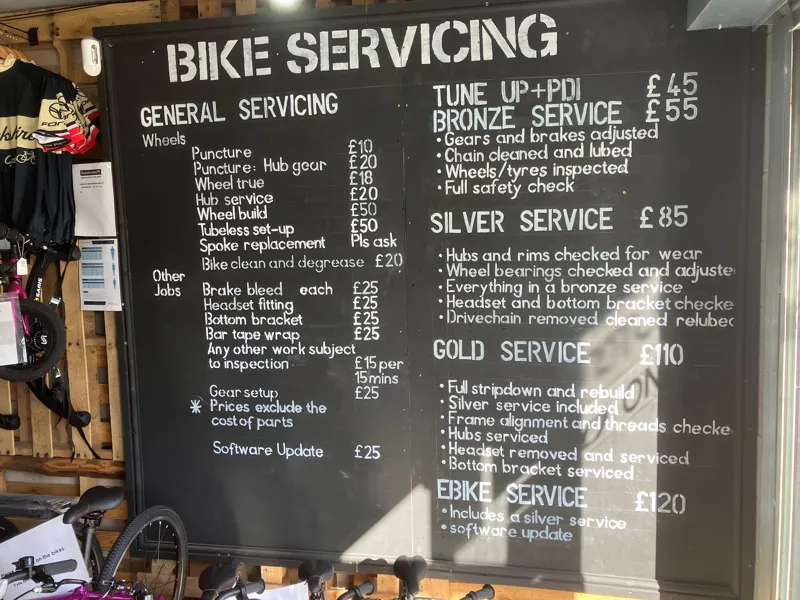 BIKE SERVICING
GENERAL SERVICING
Wheels
Puncture £10
Puncture: Hub gear £20
Wheel true £18
Hub service £20
Wheel build £50
Tubeless set-up £50
Spoke replacement Pls ask
Bike clean and degrease £20
Other
Jobs
Brake bleed each £25
Headset fitting £25
Bottom bracket £25
Bar tape wrap £25
Any other work subject
to inspection £15 per
15mins
Gear setup £25
* Prices exclude the
cost of parts
Software Update £25
TUNE UP+PDI £45
BRONZE SERVICE £55
• Gears and brakes adjusted
• Chain cleaned and lubed
• Wheels/tyres inspected
• Full safety check
SILVER SERVICE £85
• Hubs and rims checked for wear
• Wheel bearings checked and adjuste
• Everything in a bronze service
• Headset and bottom bracket checke
• Drivechain removed cleaned relubed
GOLD SERVICE £110
• Full stripdown and rebuild
• Silver service included
• Frame alignment and threads checke
• Hubs serviced
• Headset removed and serviced
• Bottom bracket serviced
EBIKE SERVICE £120
• Includes a silver service
• software update
on the bikes